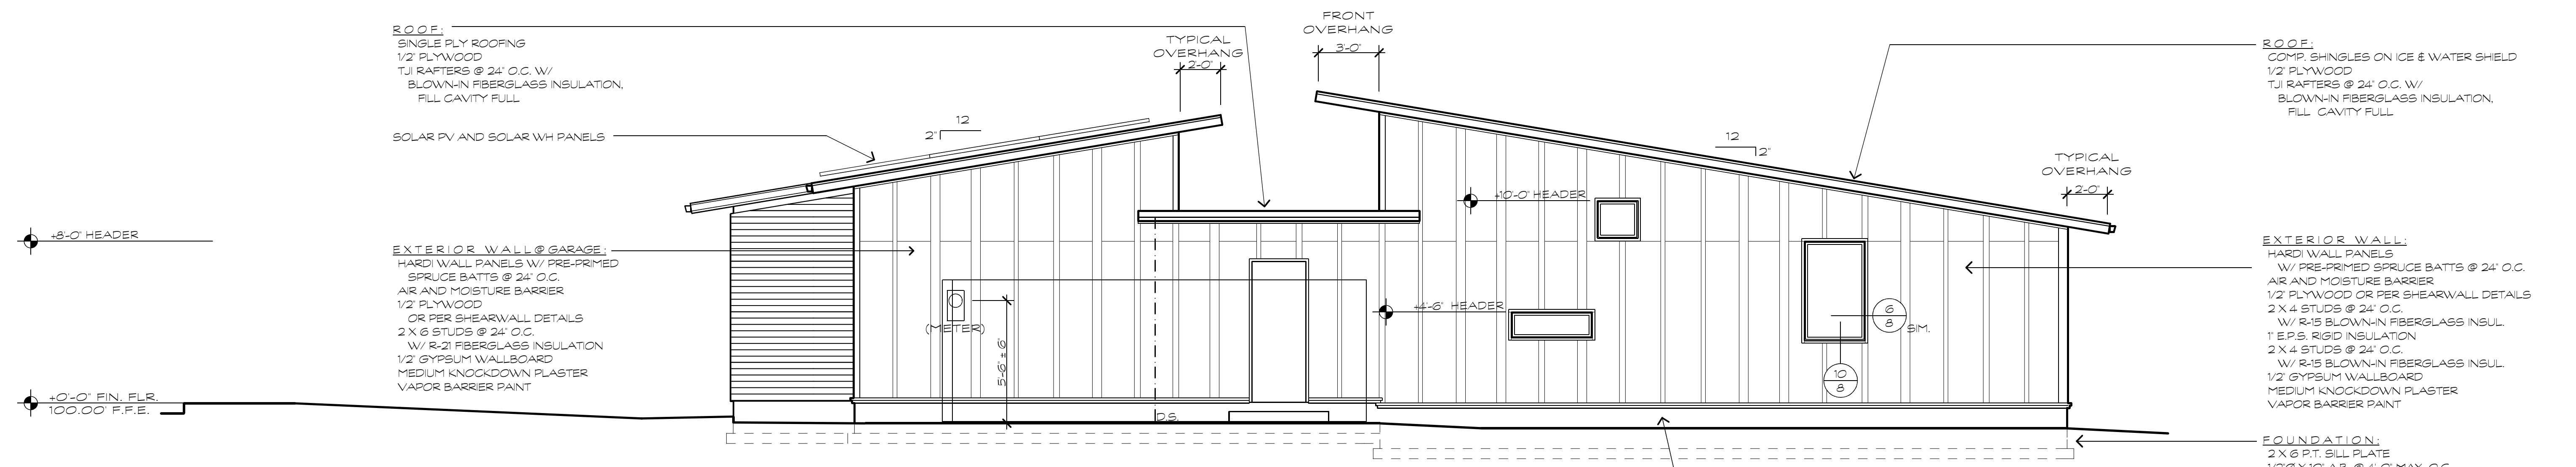 ROOF:
SINGLE PLY ROOFING
1/2" PLYWOOD
TJI RAFTERS @ 24" O.C. W/
BLOWN-IN FIBERGLASS INSULATION,
FILL CAVITY FULL
SOLAR PV AND SOLAR WH PANELS
TYPICAL
OVERHANG
2'-0"
FRONT
OVERHANG
3'-0"
12
2"
12
2"
ROOF:
COMP. SHINGLES ON ICE & WATER SHIELD
1/2" PLYWOOD
TJI RAFTERS @ 24" O.C. W/
BLOWN-IN FIBERGLASS INSULATION,
FILL CAVITY FULL
TYPICAL
OVERHANG
2'-0"
+8'-0" HEADER
+10'-0" HEADER
+4'-6" HEADER
EXTERIOR WALL @ GARAGE:
HARDI WALL PANELS W/ PRE-PRIMED
SPRUCE BATTS @ 24" O.C.
AIR AND MOISTURE BARRIER
1/2" PLYWOOD
OR PER SHEARWALL DETAILS
2 X 6 STUDS @ 24" O.C.
W/ R-21 FIBERGLASS INSULATION
1/2" GYPSUM WALLBOARD
MEDIUM KNOCKDOWN PLASTER
VAPOR BARRIER PAINT
(METER)
5'-6" ± 6"
D.S.
6
8
SIM.
10
8
EXTERIOR WALL:
HARDI WALL PANELS
W/ PRE-PRIMED SPRUCE BATTS @ 24" O.C.
AIR AND MOISTURE BARRIER
1/2" PLYWOOD OR PER SHEARWALL DETAILS
2 X 4 STUDS @ 24" O.C.
W/ R-15 BLOWN-IN FIBERGLASS INSUL.
1" E.P.S. RIGID INSULATION
2 X 4 STUDS @ 24" O.C.
W/ R-15 BLOWN-IN FIBERGLASS INSUL.
1/2" GYPSUM WALLBOARD
MEDIUM KNOCKDOWN PLASTER
VAPOR BARRIER PAINT
+0'-0" FIN. FLR.
100.00' F.F.E.
FOUNDATION:
2 X 6 P.T. SILL PLATE